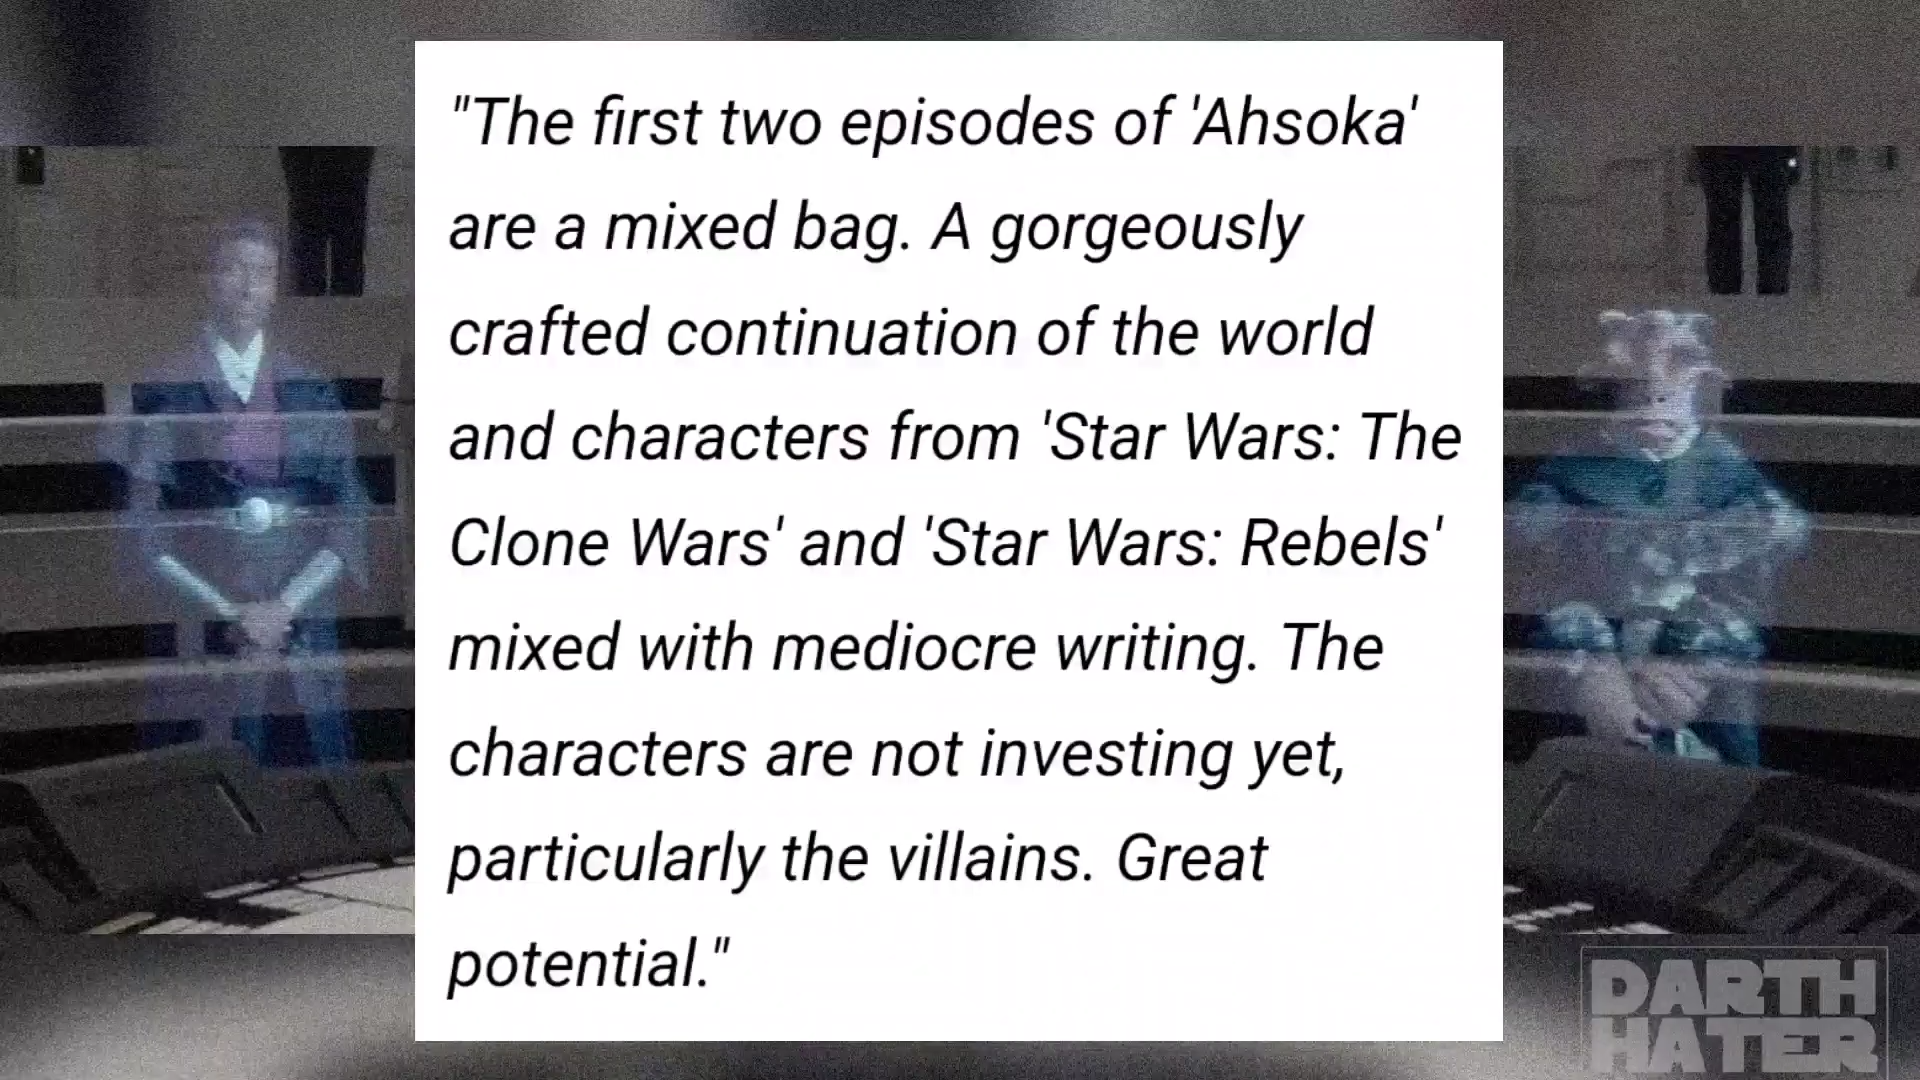 "The first two episodes of 'Ahsoka'
are a mixed bag. A gorgeously
crafted continuation of the world
and characters from 'Star Wars: The
Clone Wars' and 'Star Wars: Rebels'
mixed with mediocre writing. The
characters are not investing yet,
particularly the villains. Great
potential."
DARTH
HATER